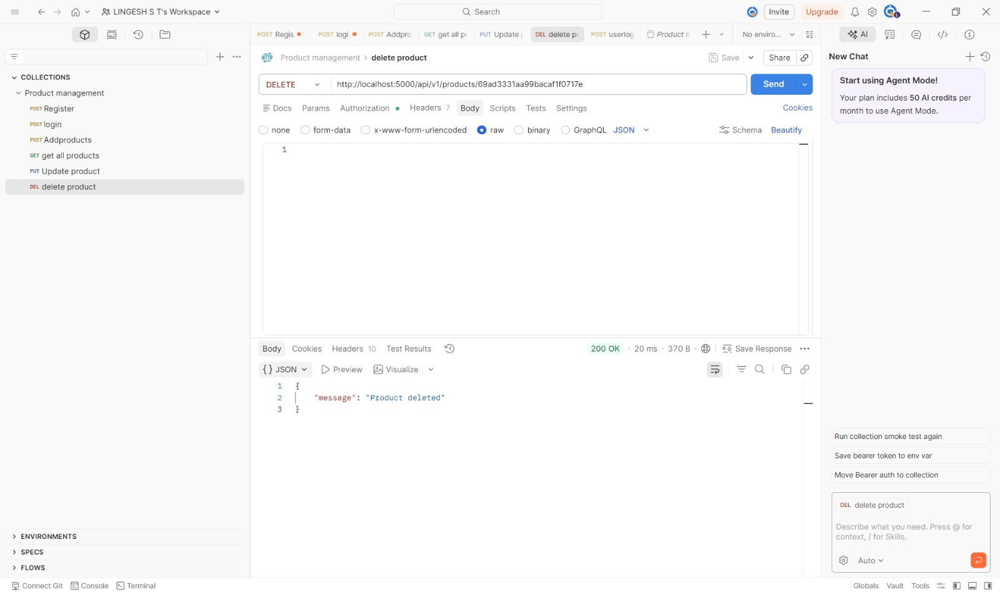 LINGESH S T's Workspace
Search
Invite
Upgrade
POST Regis
POST logi
POST Addpro
GET get all
PUT Update
DEL delete
POST userlog
Product
No enviro...
AI
COLLECTIONS
Product management
POST Register
POST login
POST Addproducts
GET get all products
PUT Update product
DEL delete product
ENVIRONMENTS
SPECS
FLOWS
HTTP Product management > delete product
Save
Share
DELETE
http://localhost:5000/api/v1/products/69ad3331aa99bacaf1f0717e
Send
Docs Params Authorization Headers 7 Body Scripts Tests Settings
Cookies
none form-data x-www-form-urlencoded raw binary GraphQL JSON
Schema Beautify
1
Body Cookies Headers 10 Test Results
200 OK • 20 ms • 370 B •
e.g. Save Response
{} JSON Preview Visualize
1 {
2 "message": "Product deleted"
3 }
New Chat
Start using Agent Mode!
Your plan includes 50 AI credits per
month to use Agent Mode.
Run collection smoke test again
Save bearer token to env var
Move Bearer auth to collection
DEL delete product
Describe what you need. Press @ for
context, / for Skills.
Auto
Connect Git Console Terminal
Globals Vault Tools